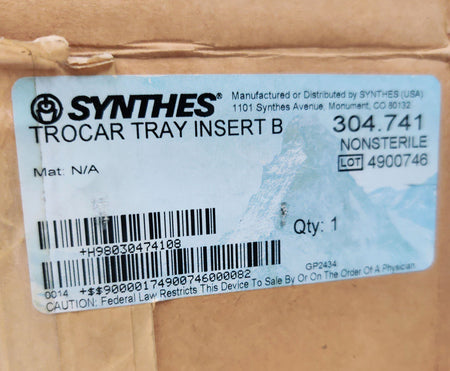 SYNTHES®
Manufactured or Distributed by SYNTHES (USA)
1101 Synthes Avenue, Monument, CO 80132
TROCAR TRAY INSERT B
304.741
NONSTERILE
LOT 4900746
Mat: N/A
Qty: 1
+H98030474108
GP2434
0014 +$$90000174900746000082
CAUTION: Federal Law Restricts This Device To Sale By Or On The Order Of A Physician